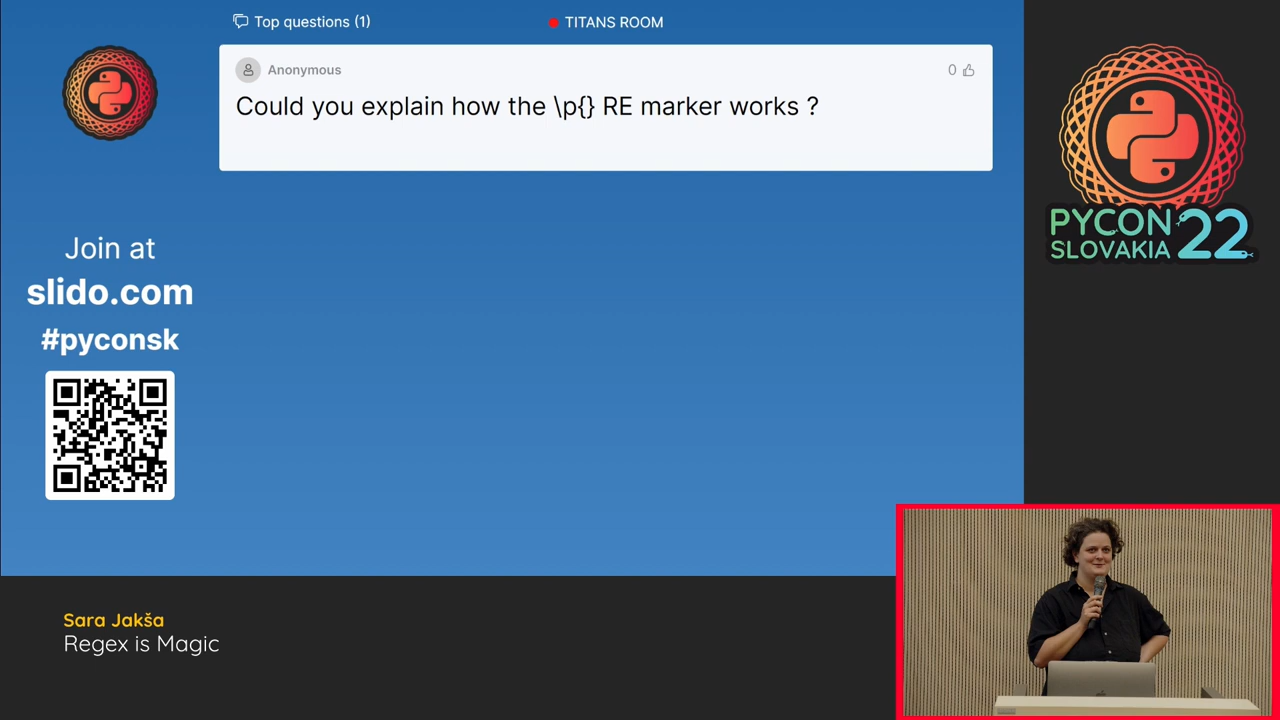 Top questions (1)
TITANS ROOM
Anonymous
0
Could you explain how the \p{} RE marker works ?
Join at
slido.com
#pyconsk
PYCON 22
SLOVAKIA
Sara Jakša
Regex is Magic